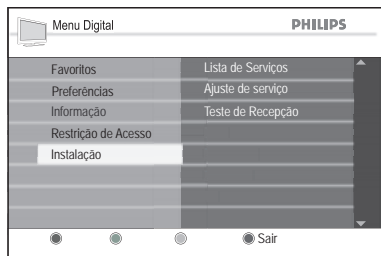 Menu Digital
PHILIPS
Favoritos
Preferências
Informação
Restrição de Acesso
Instalação
Lista de Serviços
Ajuste de serviço
Teste de Recepção
Sair